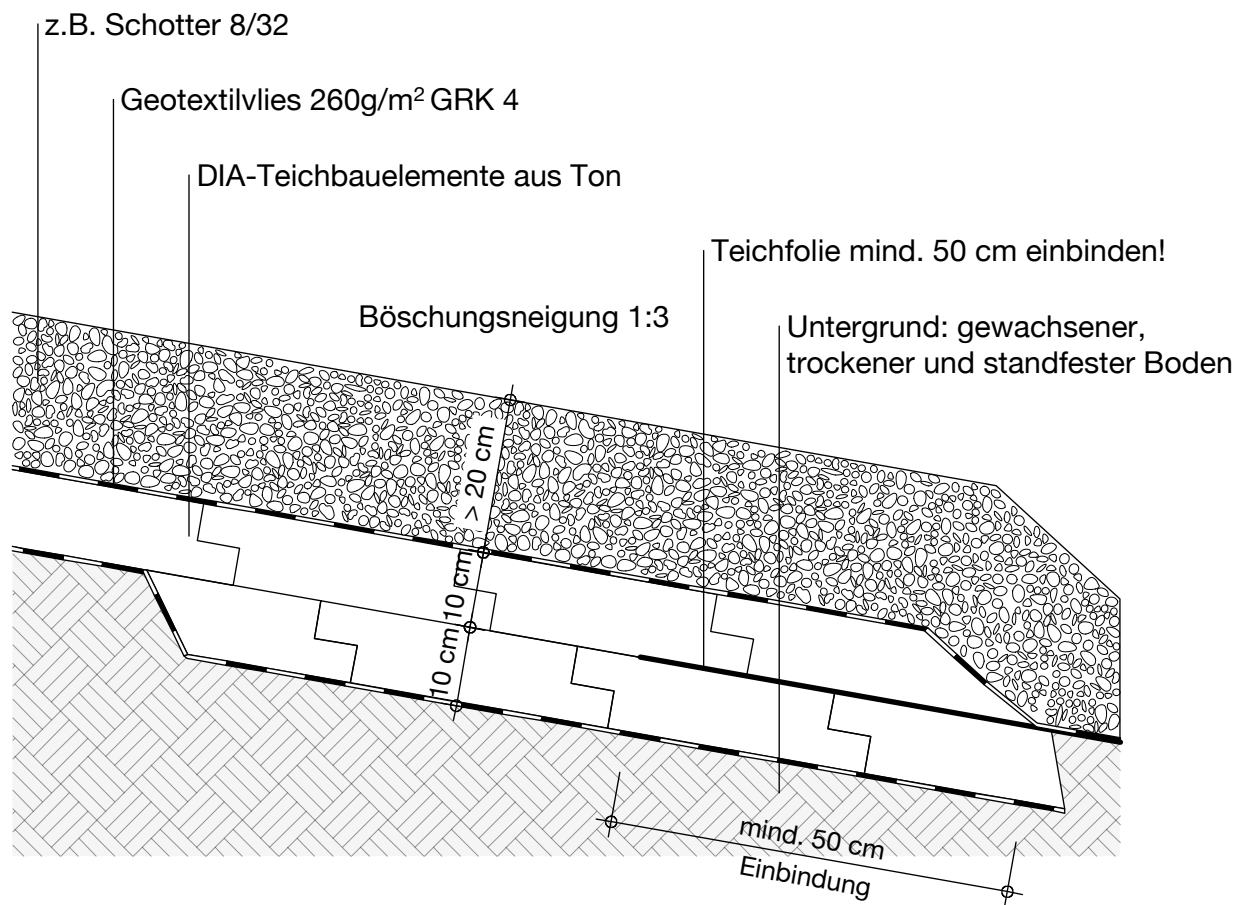 z.B. Schotter 8/32
Geotextilvlies 260g/m² GRK 4
DIA-Teichbauelemente aus Ton
Teichfolie mind. 50 cm einbinden!
Böschungsneigung 1:3
Untergrund: gewachsener,
trockener und standfester Boden
> 20 cm
10 cm
10 cm
mind. 50 cm
Einbindung